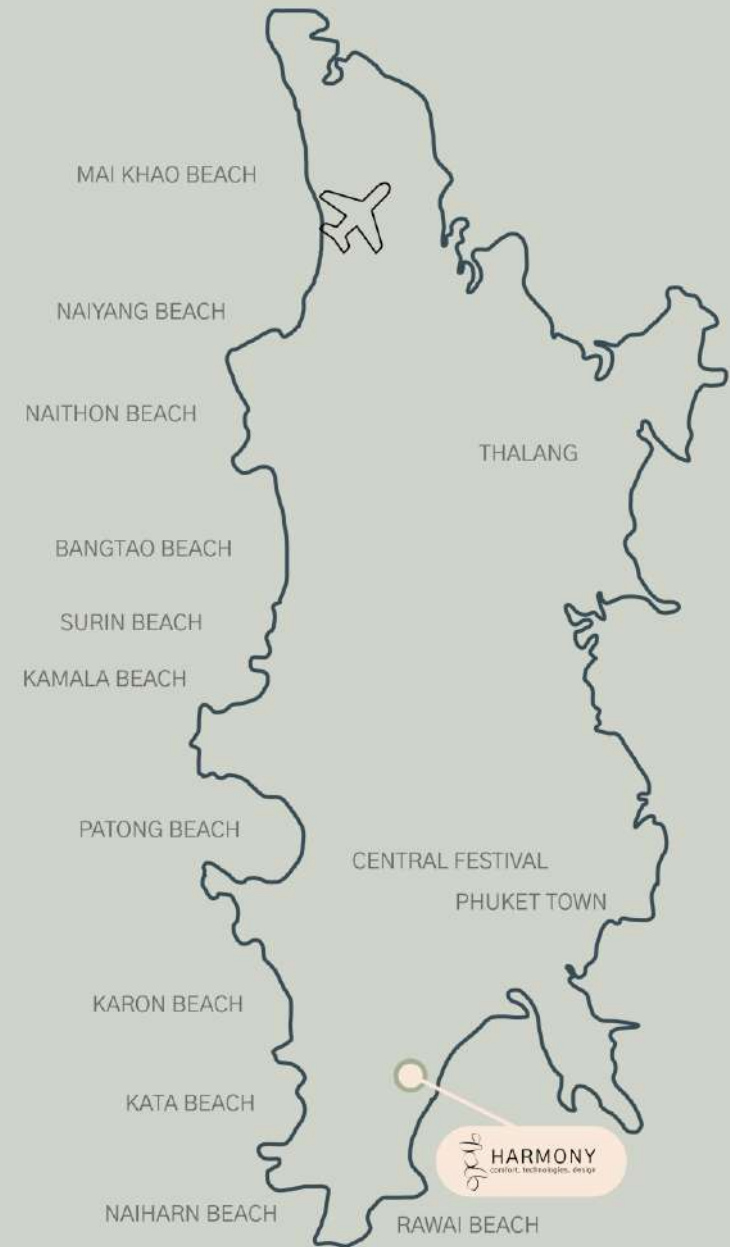 MAI KHAO BEACH
NAIYANG BEACH
NAITHON BEACH
THALANG
BANGTAO BEACH
SURIN BEACH
KAMALA BEACH
PATONG BEACH
CENTRAL FESTIVAL
PHUKET TOWN
KARON BEACH
KATA BEACH
HARMONY
comfort, technologies, design
NAIHARN BEACH
RAWAI BEACH